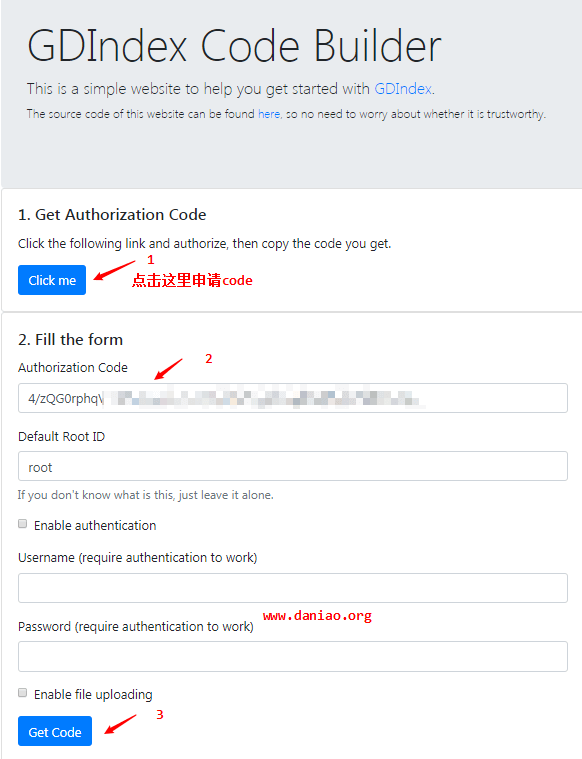 GDIndex Code Builder
This is a simple website to help you get started with GDIndex.
The source code of this website can be found here, so no need to worry about whether it is trustworthy.
1. Get Authorization Code
Click the following link and authorize, then copy the code you get.
1
Click me
点击这里申请code
2. Fill the form
2
Authorization Code
4/zQG0rphq
Default Root ID
root
If you don't know what is this, just leave it alone.
Enable authentication
Username (require authentication to work)
www.daniao.org
Password (require authentication to work)
Enable file uploading
3
Get Code